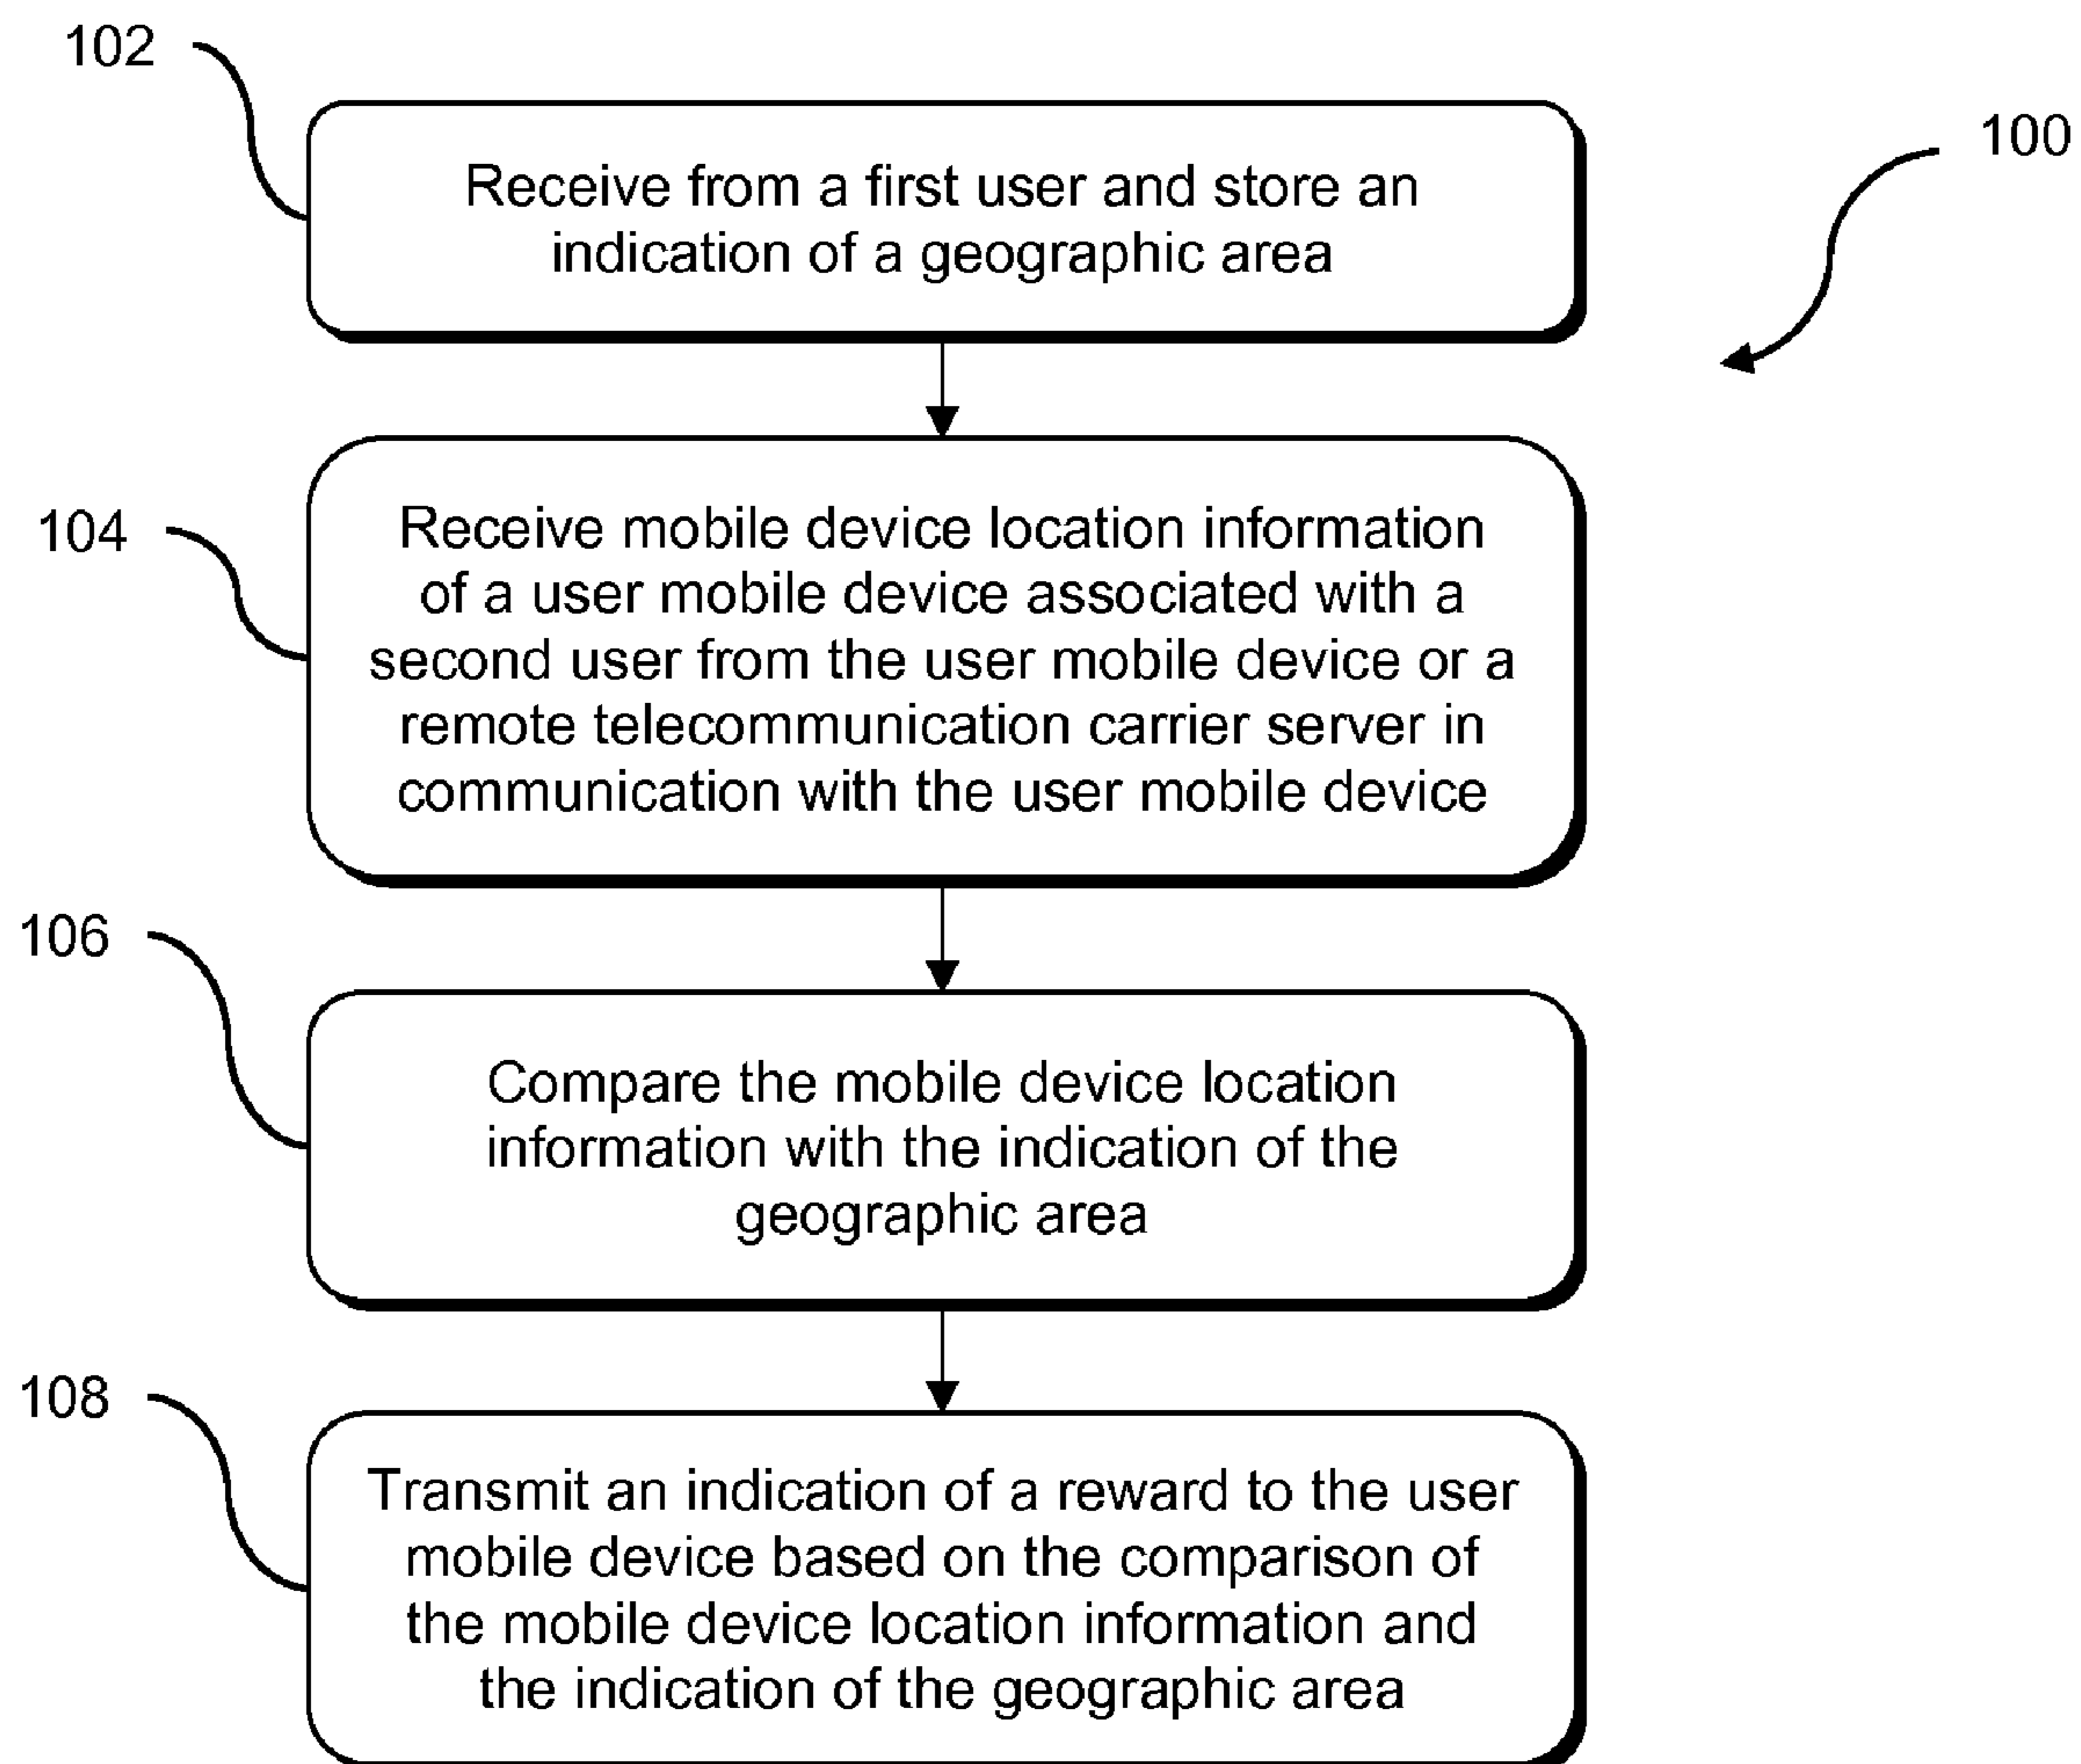 102
100
Receive from a first user and store an
indication of a geographic area
104
Receive mobile device location information
of a user mobile device associated with a
second user from the user mobile device or a
remote telecommunication carrier server in
communication with the user mobile device
106
Compare the mobile device location
information with the indication of the
geographic area
108
Transmit an indication of a reward to the user
mobile device based on the comparison of
the mobile device location information and
the indication of the geographic area